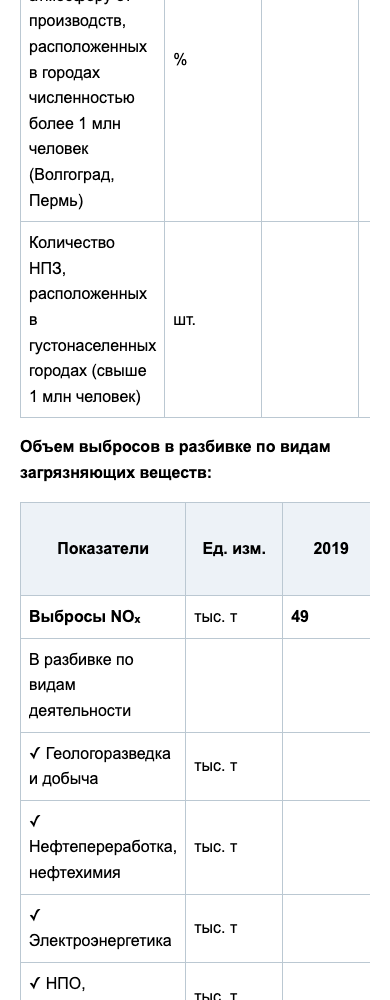 производств,
расположенных
в городах
численностью
более 1 млн
человек
(Волгоград,
Пермь)
%
Количество
НПЗ,
расположенных
в
густонаселенных
городах (свыше
1 млн человек)
шт.
Объем выбросов в разбивке по видам
загрязняющих веществ:
Показатели
Ед. изм.
2019
Выбросы NOₓ
тыс. т
49
В разбивке по
видам
деятельности
✓ Геологоразведка
и добыча
тыс. т
✓
Нефтепереработка,
нефтехимия
тыс. т
✓
Электроэнергетика
тыс. т
✓ НПО,
тыс. т